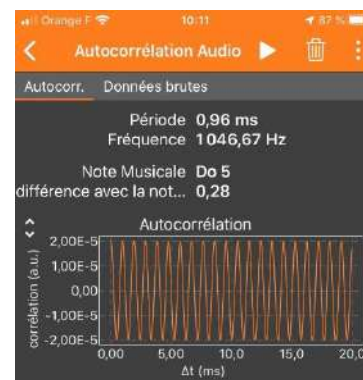 Orange F 10:11 87 %
Autocorrélation Audio
Autocorr. Données brutes
Période 0,96 ms
Fréquence 1 046,67 Hz
Note Musicale Do 5
différence avec la not... 0,28
Autocorrélation
corrélation (a.u.)
2,00E-5
1,00E-5
0,00
-1,00E-5
-2,00E-5
0,00 5,00 10,0 15,0 20,0
Δt (ms)